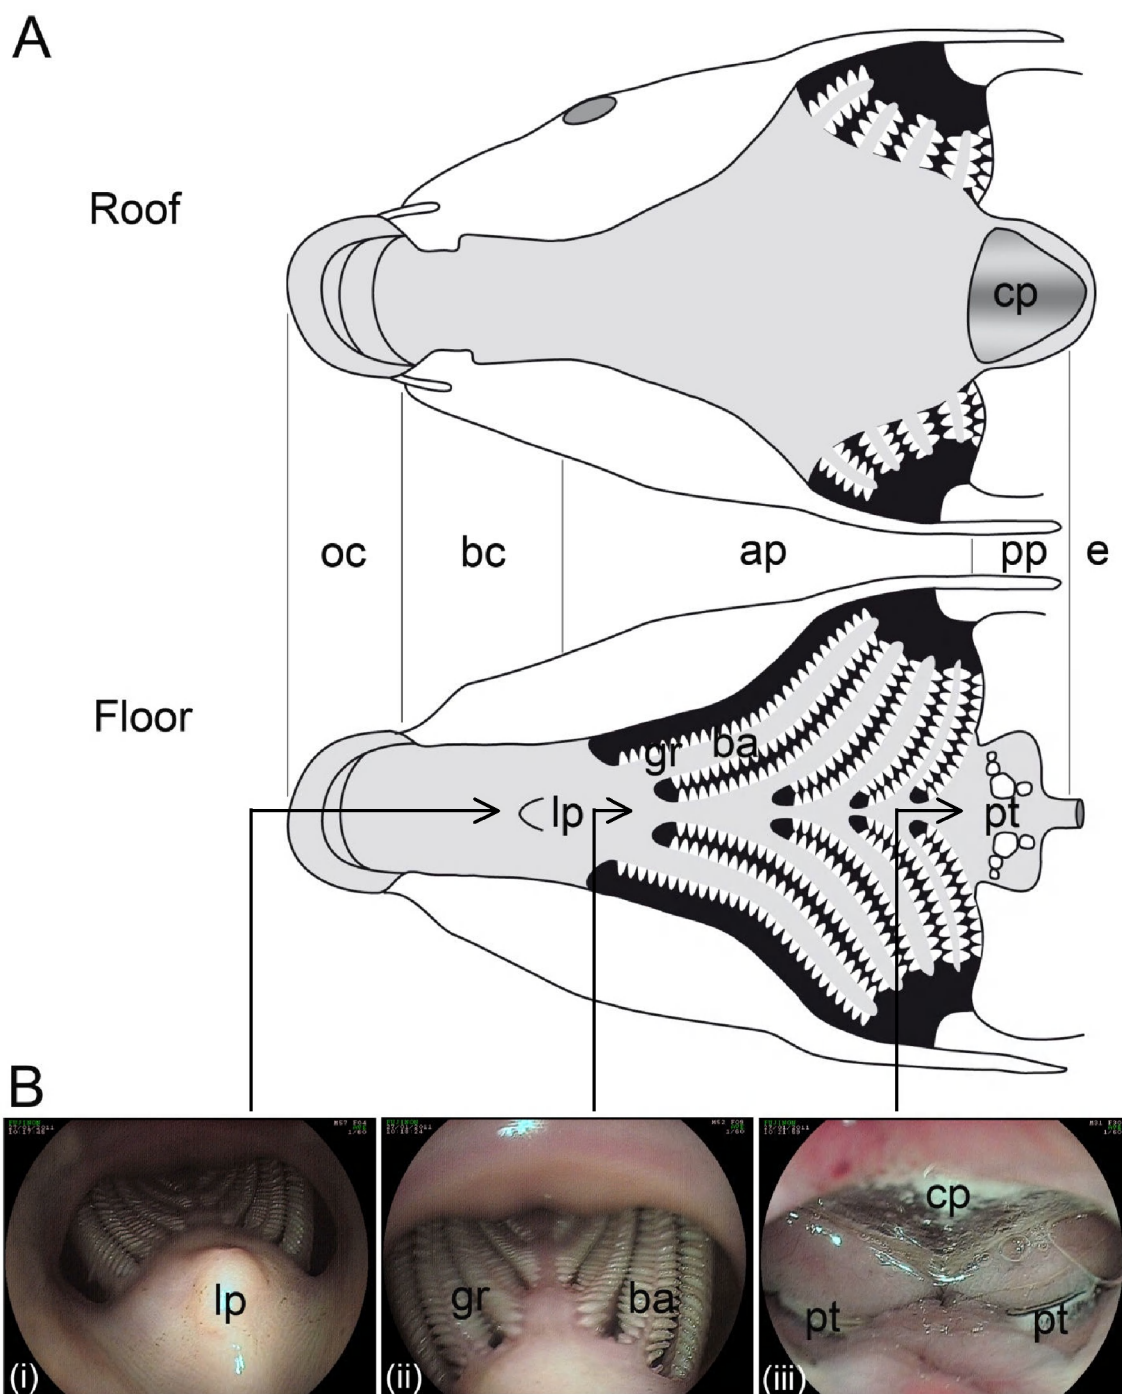 A
Roof
cp
oc bc ap pp e
Floor
gr ba
lp pt
B
lp
(i)
gr ba
(ii)
cp
pt pt
(iii)